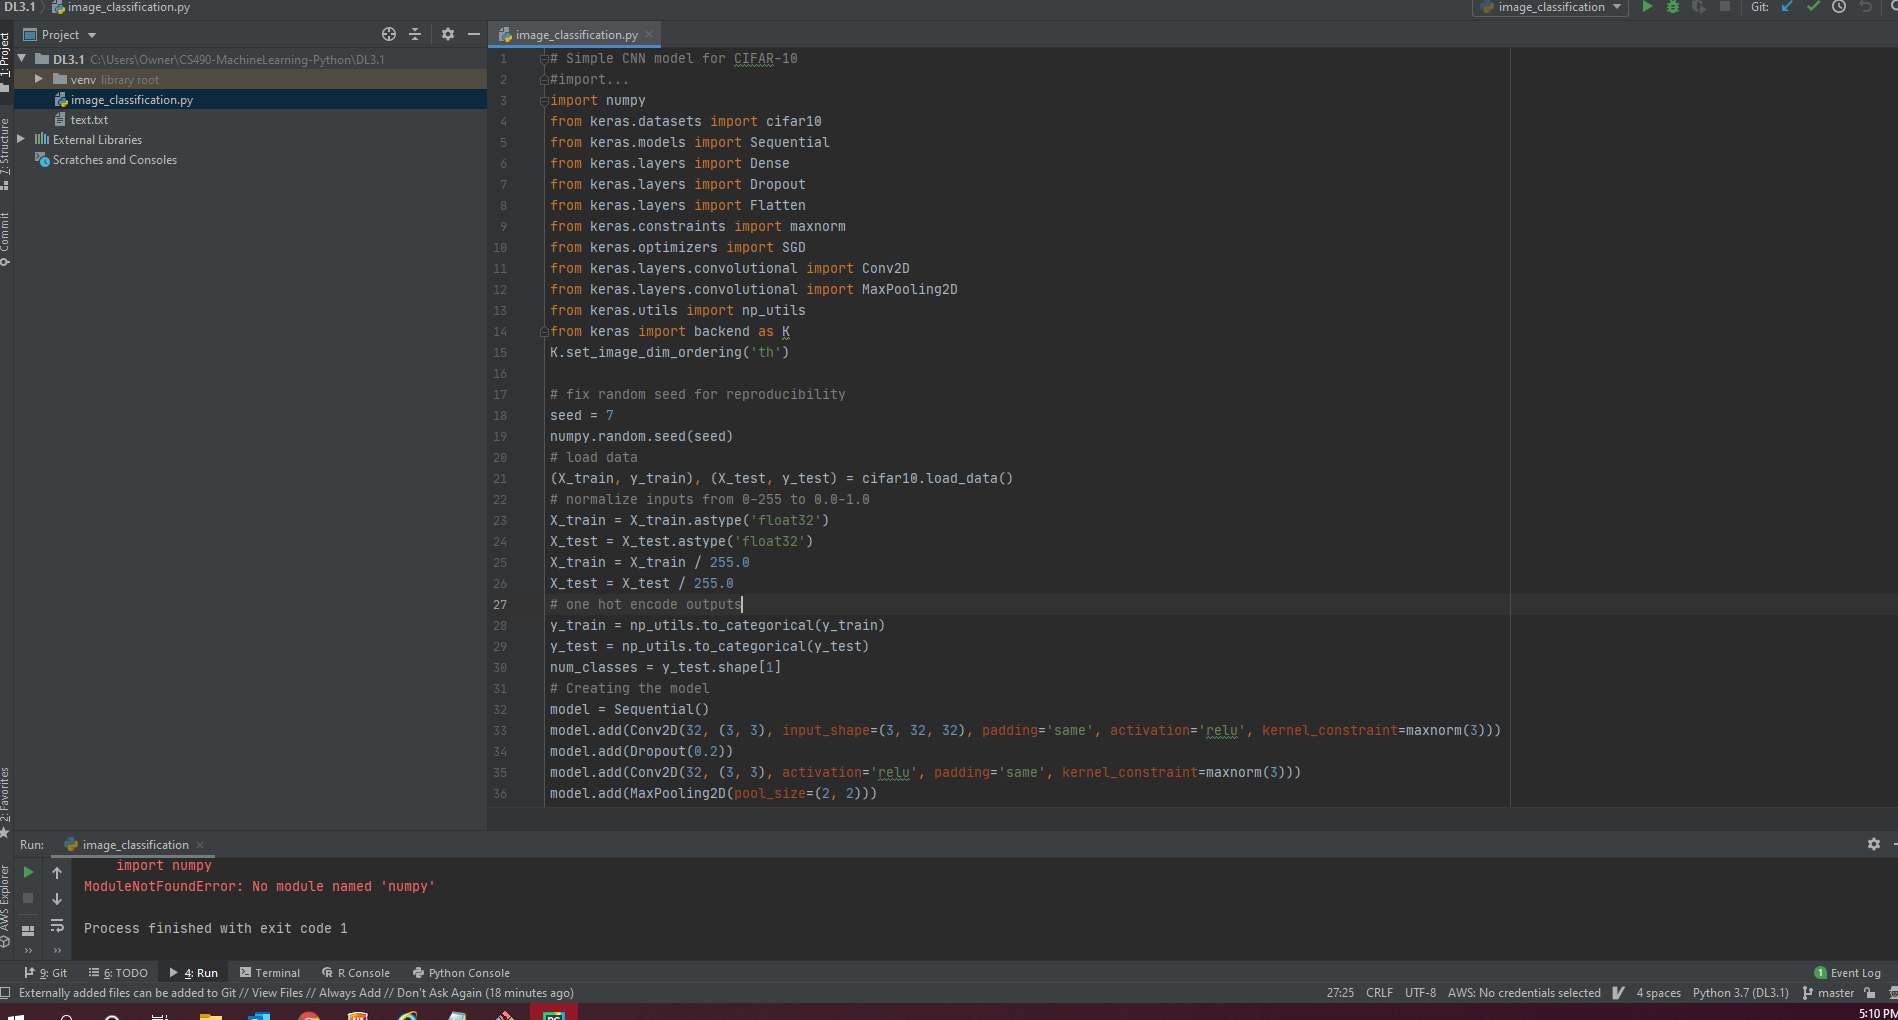 DL3.1 image_classification.py
image_classification Git:
Project
image_classification.py
1: Project
7: Structure
Commit
2: Favorites
AWS Explorer
DL3.1 C:\Users\Owner\CS490-MachineLearning-Python\DL3.1
venv library root
image_classification.py
text.txt
External Libraries
Scratches and Consoles
1 # Simple CNN model for CIFAR-10
2 #import...
3 import numpy
4 from keras.datasets import cifar10
5 from keras.models import Sequential
6 from keras.layers import Dense
7 from keras.layers import Dropout
8 from keras.layers import Flatten
9 from keras.constraints import maxnorm
10 from keras.optimizers import SGD
11 from keras.layers.convolutional import Conv2D
12 from keras.layers.convolutional import MaxPooling2D
13 from keras.utils import np_utils
14 from keras import backend as K
15 K.set_image_dim_ordering('th')
16
17 # fix random seed for reproducibility
18 seed = 7
19 numpy.random.seed(seed)
20 # load data
21 (X_train, y_train), (X_test, y_test) = cifar10.load_data()
22 # normalize inputs from 0-255 to 0.0-1.0
23 X_train = X_train.astype('float32')
24 X_test = X_test.astype('float32')
25 X_train = X_train / 255.0
26 X_test = X_test / 255.0
27 # one hot encode outputs
28 y_train = np_utils.to_categorical(y_train)
29 y_test = np_utils.to_categorical(y_test)
30 num_classes = y_test.shape[1]
31 # Creating the model
32 model = Sequential()
33 model.add(Conv2D(32, (3, 3), input_shape=(3, 32, 32), padding='same', activation='relu', kernel_constraint=maxnorm(3)))
34 model.add(Dropout(0.2))
35 model.add(Conv2D(32, (3, 3), activation='relu', padding='same', kernel_constraint=maxnorm(3)))
36 model.add(MaxPooling2D(pool_size=(2, 2)))
Run: image_classification
import numpy
ModuleNotFoundError: No module named 'numpy'
Process finished with exit code 1
9: Git 6: TODO 4: Run Terminal R Console Python Console 1 Event Log
Externally added files can be added to Git // View Files // Always Add // Don't Ask Again (18 minutes ago) 27:25 CRLF UTF-8 AWS: No credentials selected 4 spaces Python 3.7 (DL3.1) master
5:10 PM